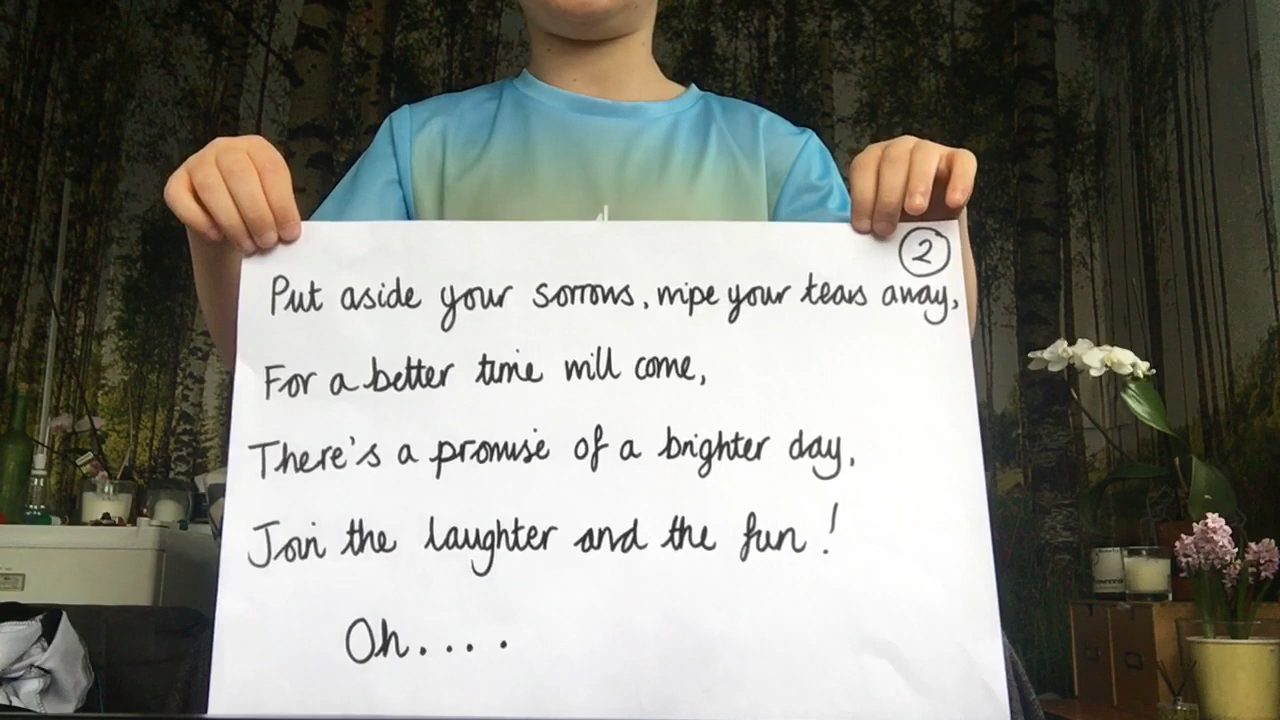 2
Put aside your sorrows, wipe your tears away,
For a better time will come,
There's a promise of a brighter day,
Join the laughter and the fun!
Oh....